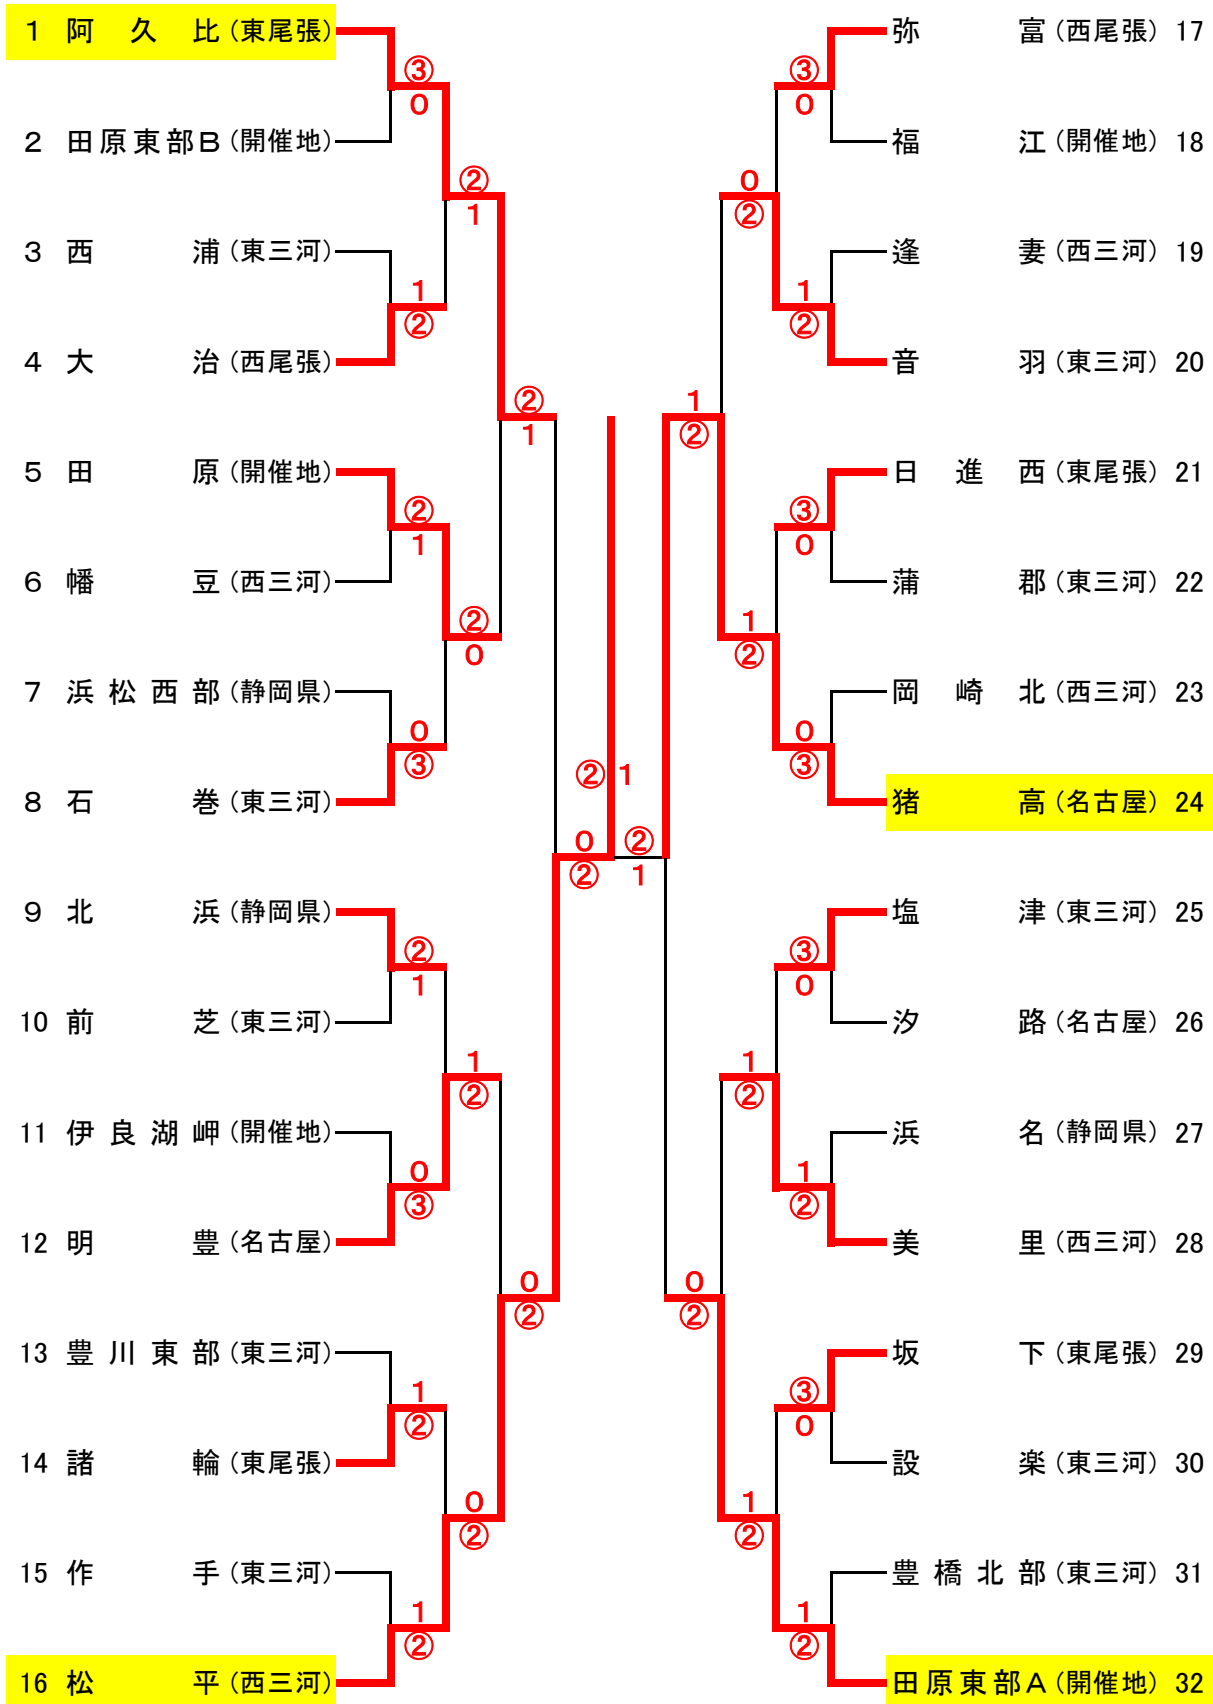 1 阿久比(東尾張)
2 田原東部B(開催地)
3 西浦(東三河)
4 大治(西尾張)
5 田原(開催地)
6 幡豆(西三河)
7 浜松西部(静岡県)
8 石巻(東三河)
9 北浜(静岡県)
10 前芝(東三河)
11 伊良湖岬(開催地)
12 明豊(名古屋)
13 豊川東部(東三河)
14 諸輪(東尾張)
15 作手(東三河)
16 松平(西三河)
③
0
1
②
②
1
0
③
②
1
0
③
1
②
1
②
②
1
②
0
1
②
0
②
②
1
0
②
0
②
② 1
②
1
1
②
0
②
0
②
1
②
1
②
1
②
③
0
1
②
③
0
0
③
③
0
1
②
③
0
1
②
弥富(西尾張) 17
福江(開催地) 18
逢妻(西三河) 19
音羽(東三河) 20
日進西(東尾張) 21
蒲郡(東三河) 22
岡崎北(西三河) 23
猪高(名古屋) 24
塩津(東三河) 25
汐路(名古屋) 26
浜名(静岡県) 27
美里(西三河) 28
坂下(東尾張) 29
設楽(東三河) 30
豊橋北部(東三河) 31
田原東部A(開催地) 32